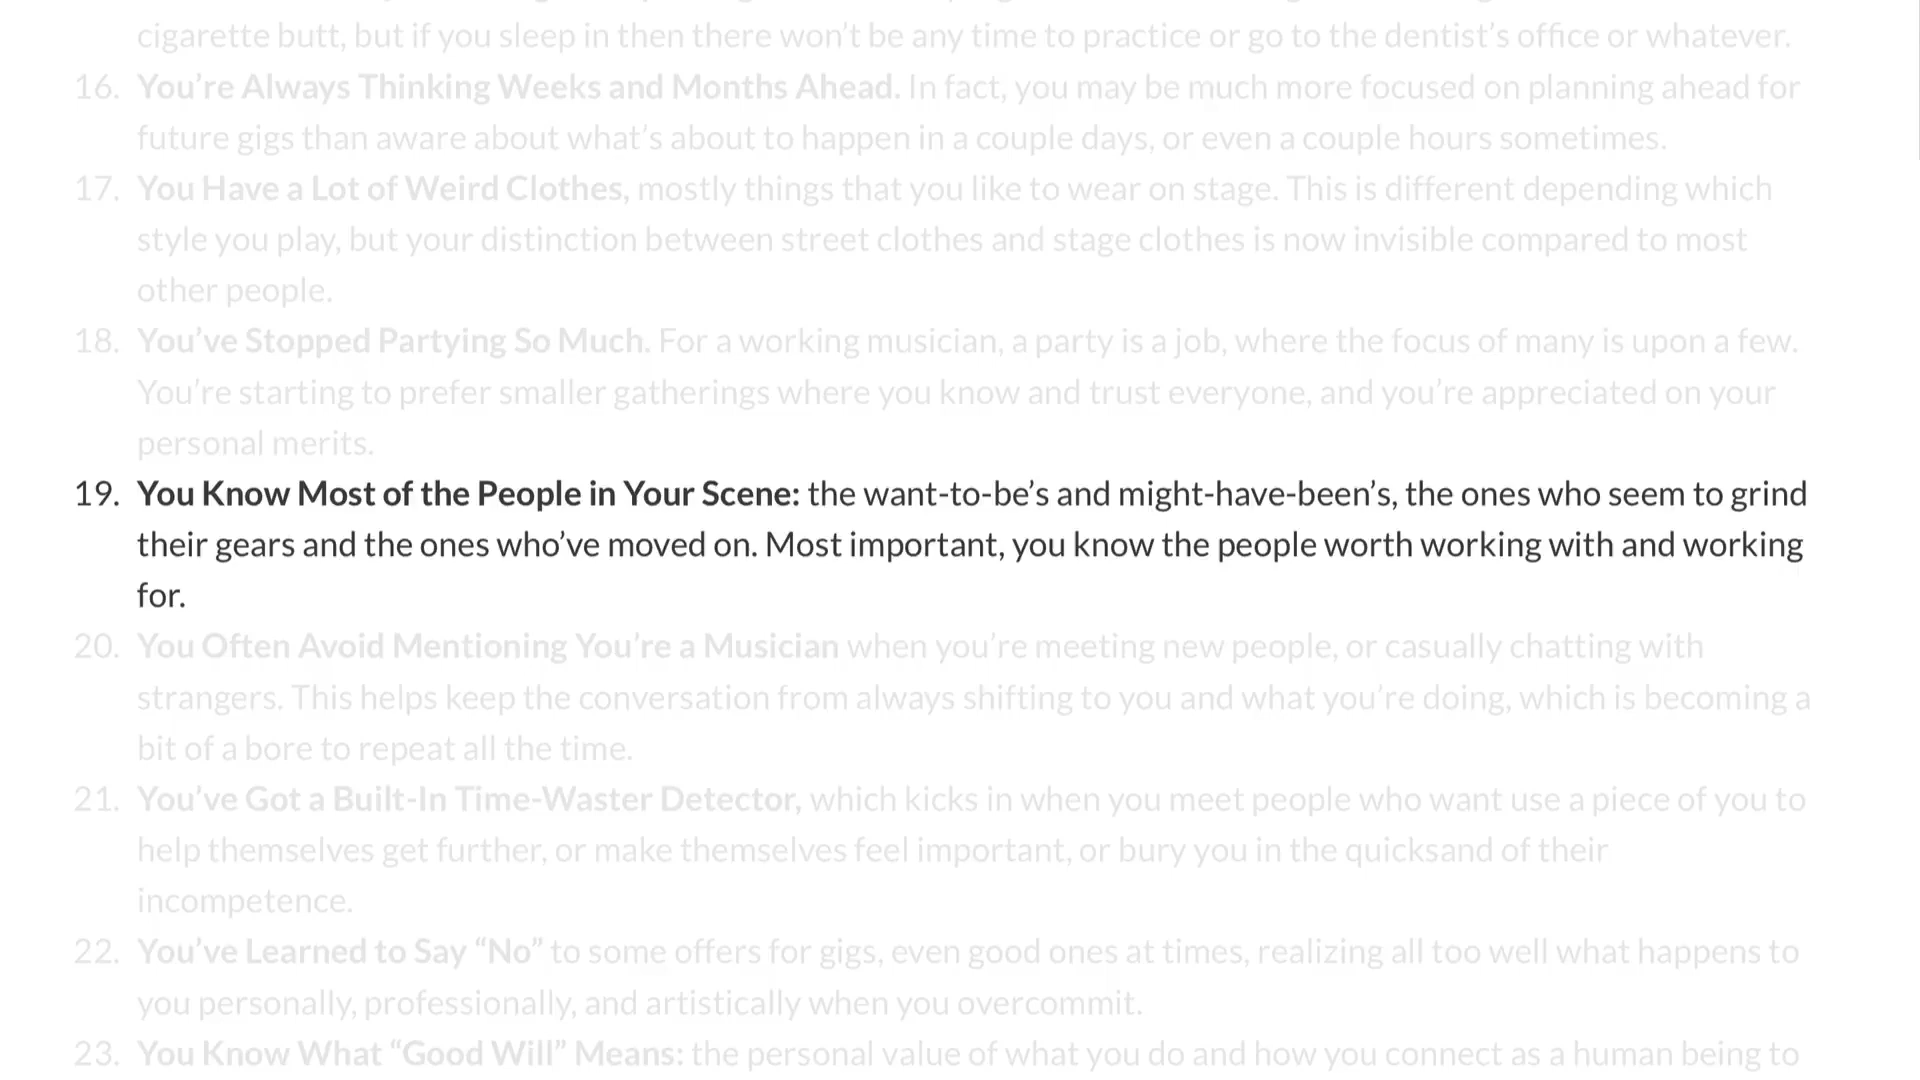 cigarette butt, but if you sleep in then there won’t be any time to practice or go to the dentist’s office or whatever.
16. You’re Always Thinking Weeks and Months Ahead. In fact, you may be much more focused on planning ahead for
future gigs than aware about what’s about to happen in a couple days, or even a couple hours sometimes.
17. You Have a Lot of Weird Clothes, mostly things that you like to wear on stage. This is different depending which
style you play, but your distinction between street clothes and stage clothes is now invisible compared to most
other people.
18. You’ve Stopped Partying So Much. For a working musician, a party is a job, where the focus of many is upon a few.
You’re starting to prefer smaller gatherings where you know and trust everyone, and you’re appreciated on your
personal merits.
19. You Know Most of the People in Your Scene: the want-to-be’s and might-have-been’s, the ones who seem to grind
their gears and the ones who’ve moved on. Most important, you know the people worth working with and working
for.
20. You Often Avoid Mentioning You’re a Musician when you’re meeting new people, or casually chatting with
strangers. This helps keep the conversation from always shifting to you and what you’re doing, which is becoming a
bit of a bore to repeat all the time.
21. You’ve Got a Built-In Time-Waster Detector, which kicks in when you meet people who want use a piece of you to
help themselves get further, or make themselves feel important, or bury you in the quicksand of their
incompetence.
22. You’ve Learned to Say “No” to some offers for gigs, even good ones at times, realizing all too well what happens to
you personally, professionally, and artistically when you overcommit.
23. You Know What “Good Will” Means: the personal value of what you do and how you connect as a human being to